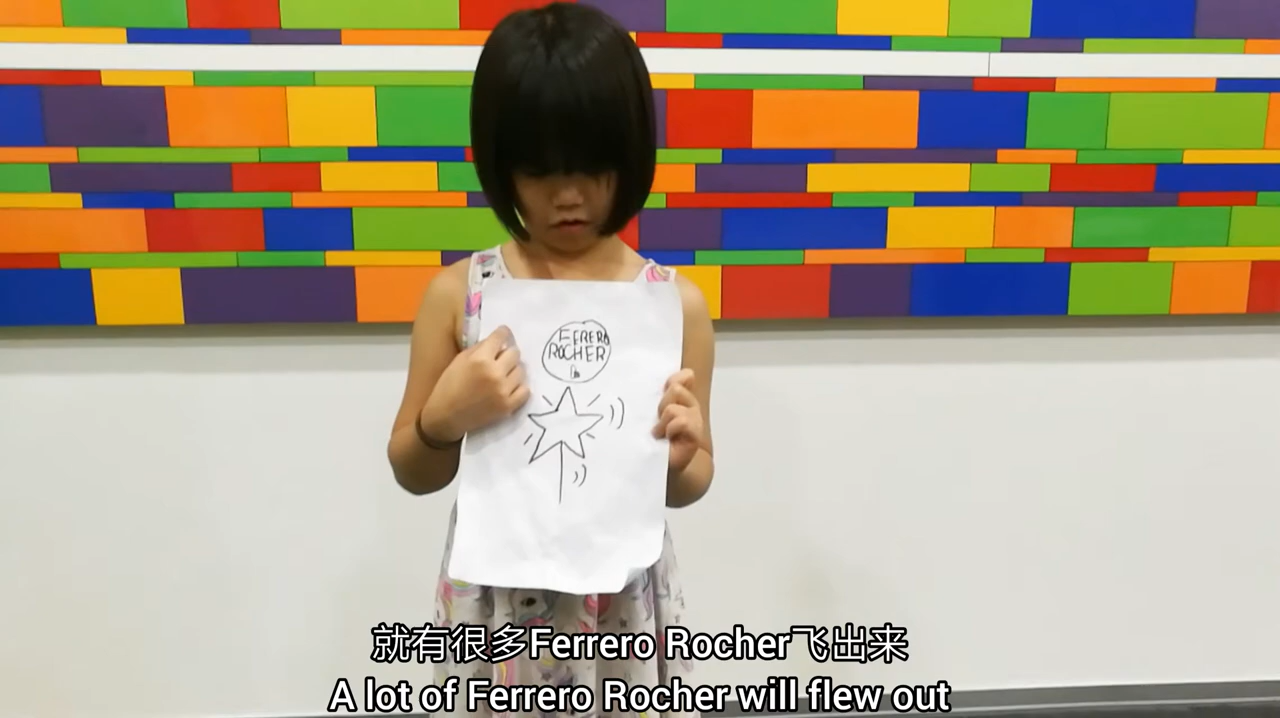 FERRERO
ROCHER
就有很多Ferrero Rocher飞出来
A lot of Ferrero Rocher will flew out